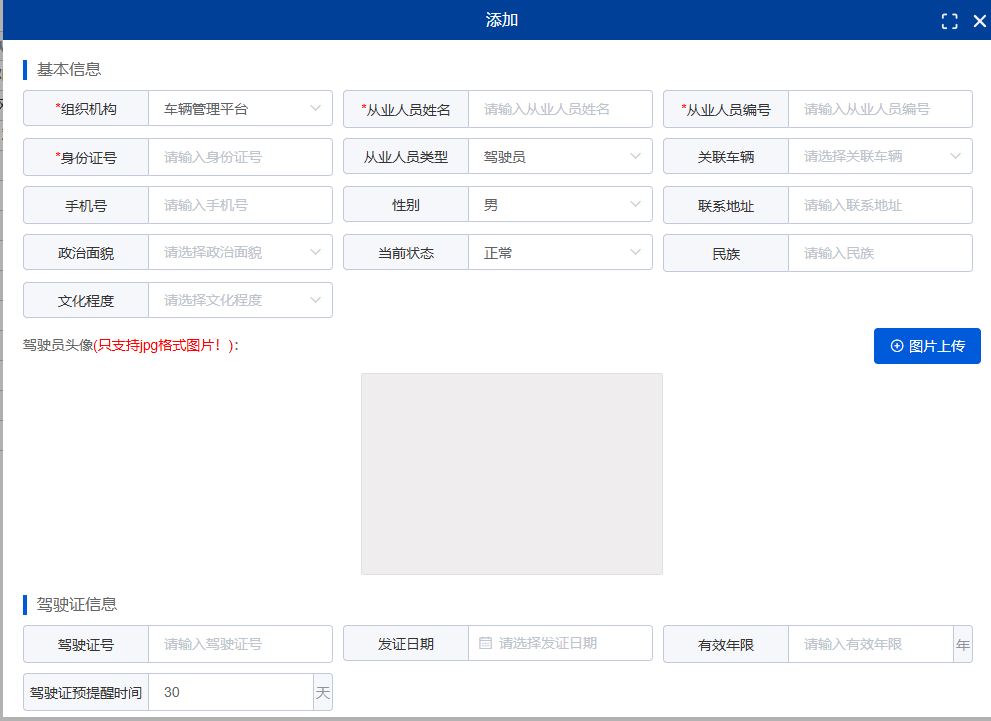 添加
基本信息
*组织机构 车辆管理平台 *从业人员姓名 请输入从业人员姓名 *从业人员编号 请输入从业人员编号
*身份证号 请输入身份证号 从业人员类型 驾驶员 关联车辆 请选择关联车辆
手机号 请输入手机号 性别 男 联系地址 请输入联系地址
政治面貌 请选择政治面貌 当前状态 正常 民族 请输入民族
文化程度 请选择文化程度
驾驶员头像(只支持jpg格式图片！): 图片上传
驾驶证信息
驾驶证号 请输入驾驶证号 发证日期 请选择发证日期 有效年限 请输入有效年限 年
驾驶证预提醒时间 30 天